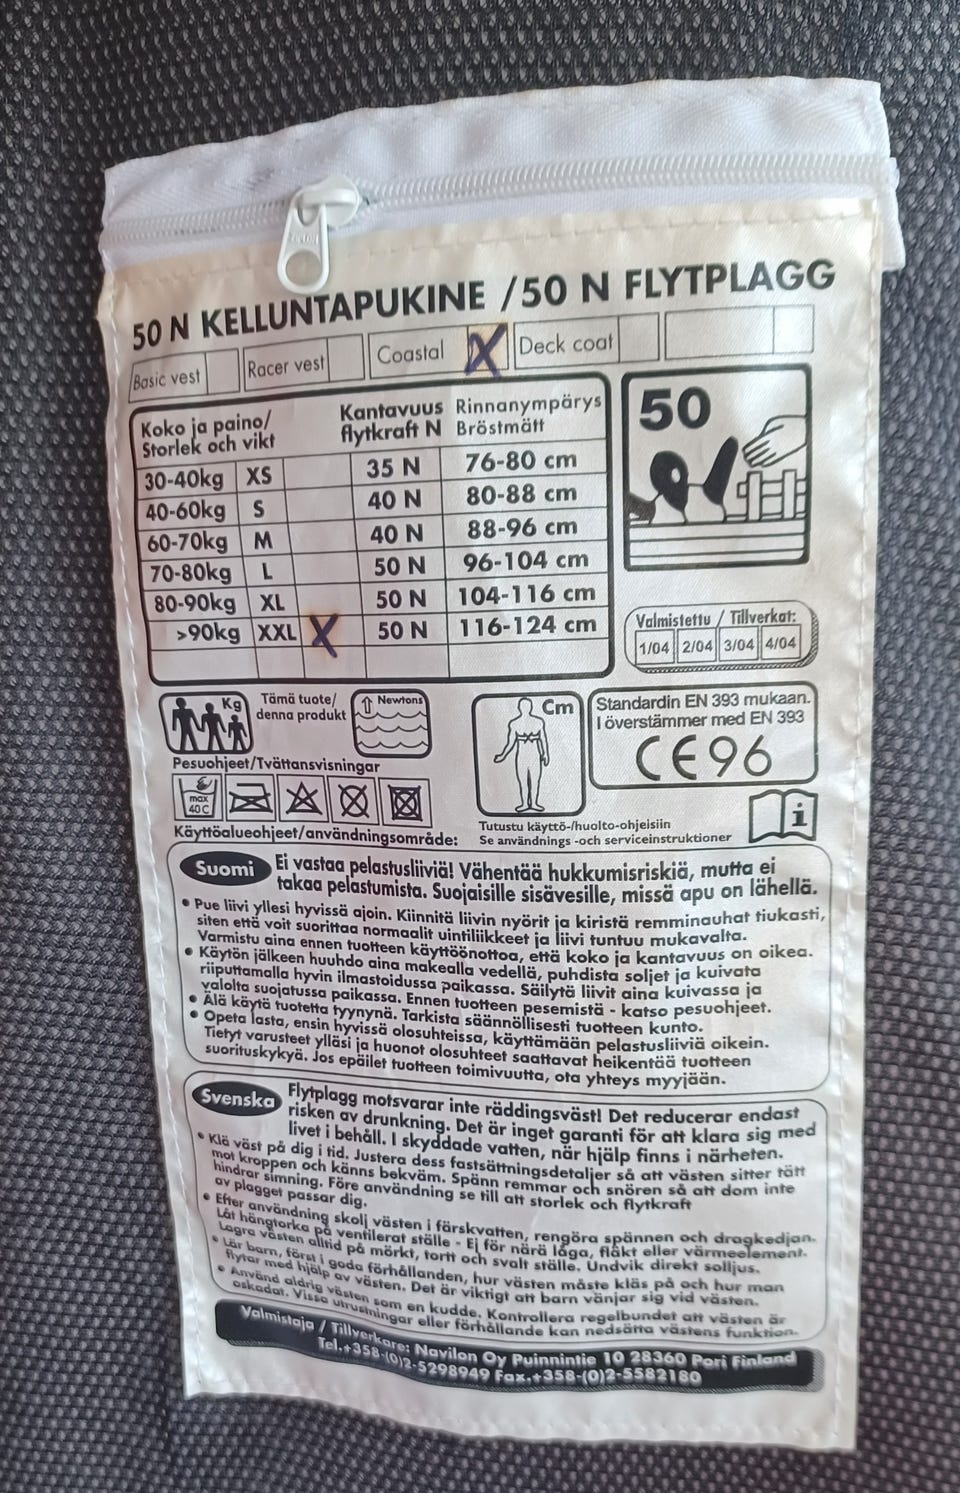 50 N KELLUNTAPUKINE / 50 N FLYTPLAGG
Basic vest Racer vest Coastal X Deck coat
Koko ja paino/ Kantavuus Rinnanympärys
Storlek och vikt flytkraft N Bröstmätt
30-40kg XS 35 N 76-80 cm
40-60kg S 40 N 80-88 cm
60-70kg M 40 N 88-96 cm
70-80kg L 50 N 96-104 cm
80-90kg XL 50 N 104-116 cm
>90kg XXL X 50 N 116-124 cm
50
Valmistettu / Tillverkat:
1/04 2/04 3/04 4/04
Kg
Tämä tuote/
denna produkt
Newtons
Cm
Standardin EN 393 mukaan.
I överstämmer med EN 393
CE96
Pesuohjeet/Tvättansvisningar
max
40 C
Tutustu käyttö-/huolto-ohjeisiin
Se användnings -och serviceinstruktioner
i
Käyttöalueohjeet/användningsområde:
Suomi Ei vastaa pelastusliiviä! Vähentää hukkumisriskiä, mutta ei
takaa pelastumista. Suojaisille sisävesille, missä apu on lähellä.
• Pue liivi yllesi hyvissä ajoin. Kiinnitä liivin nyörit ja kiristä remminauhat tiukasti,
siten että voit suorittaa normaalit uintiliikkeet ja liivi tuntuu mukavalta.
Varmistu aina ennen tuotteen käyttöönottoa, että koko ja kantavuus on oikea.
• Käytön jälkeen huuhdo aina makealla vedellä, puhdista soljet ja kuivata
riiputtamalla hyvin ilmastoidussa paikassa. Säilytä liivit aina kuivassa ja
valolta suojatussa paikassa. Ennen tuotteen pesemistä - katso pesuohjeet.
• Älä käytä tuotetta tyynynä. Tarkista säännöllisesti tuotteen kunto.
• Opeta lasta, ensin hyvissä olosuhteissa, käyttämään pelastusliiviä oikein.
Tietyt varusteet ylläsi ja huonot olosuhteet saattavat heikentää tuotteen
suorituskykyä. Jos epäilet tuotteen toimivuutta, ota yhteys myyjään.
Svenska Flytplagg motsvarar inte räddingsväst! Det reducerar endast
risken av drunkning. Det är inget garanti för att klara sig med
livet i behåll. I skyddade vatten, när hjälp finns i närheten.
• Klä väst på dig i tid. Justera dess fastsättningsdetaljer så att västen sitter tätt
mot kroppen och känns bekväm. Spänn remmar och snören så att dom inte
hindrar simning. Före användning se till att storlek och flytkraft
av plagget passar dig.
• Efter användning skolj västen i färskvatten, rengöra spännen och dragkedjan.
Låt hängtorka på ventilerat ställe - Ej för nära låga, fläkt eller värmeelement.
Lagra västen alltid på mörkt, torrt och svalt ställe. Undvik direkt solljus.
• Lär barn, först i goda förhållanden, hur västen måste kläs på och hur man
flytar med hjälp av västen. Det är viktigt att barn vänjar sig vid västen.
• Använd aldrig västen som en kudde. Kontrollera regelbundet att västen är
oskadat. Vissa utrustningar eller förhållande kan nedsätta västens funktion.
Valmistaja / Tillverkare: Navilon Oy Puinnintie 10 28360 Pori Finland
Tel.+358-(0)2-5298949 Fax.+358-(0)2-5582180